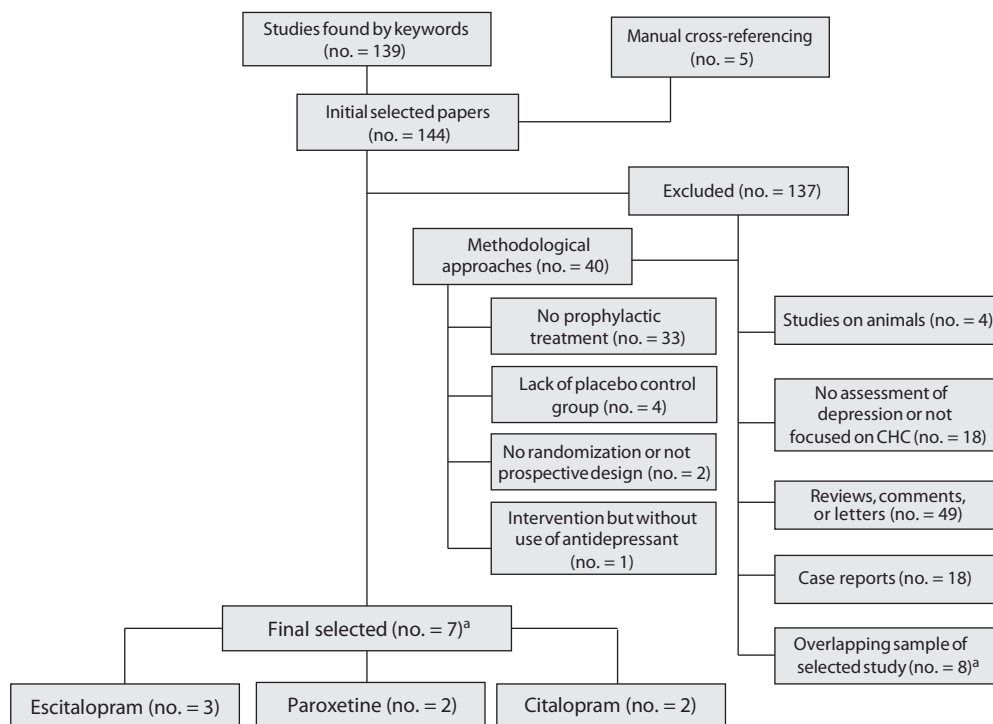 Studies found by keywords
(no. = 139)
Manual cross-referencing
(no. = 5)
Initial selected papers
(no. = 144)
Excluded (no. = 137)
Methodological
approaches (no. = 40)
No prophylactic
treatment (no. = 33)
Lack of placebo control
group (no. = 4)
No randomization or not
prospective design (no. = 2)
Intervention but without
use of antidepressant
(no. = 1)
Studies on animals (no. = 4)
No assessment of
depression or not
focused on CHC (no. = 18)
Reviews, comments,
or letters (no. = 49)
Case reports (no. = 18)
Overlapping sample of
selected study (no. = 8)ᵃ
Final selected (no. = 7)ᵃ
Escitalopram (no. = 3)
Paroxetine (no. = 2)
Citalopram (no. = 2)